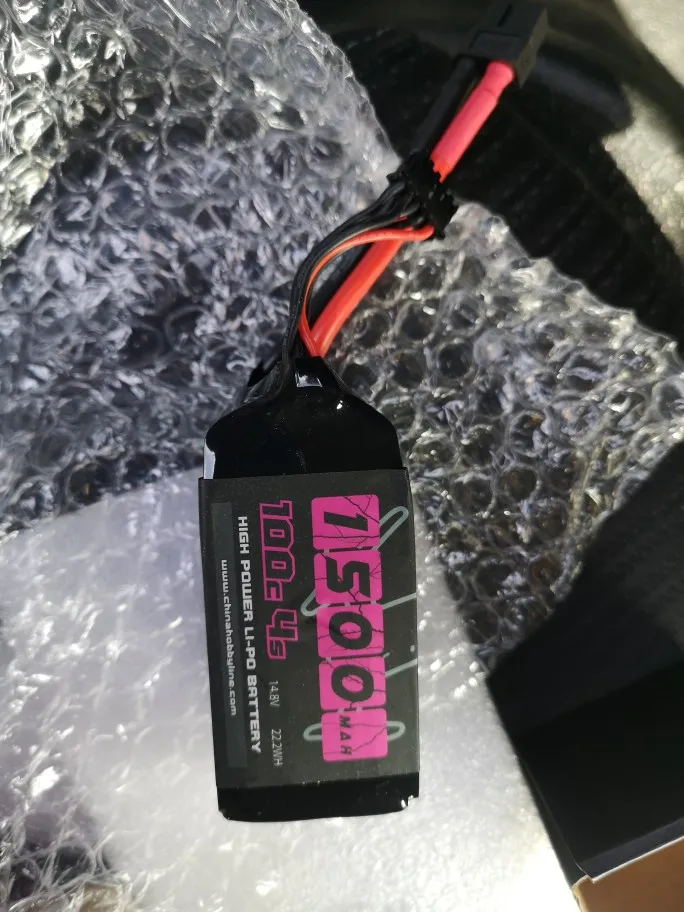 1500MAH
100C 4S 14.8V 22.2WH
HIGH POWER LI-PO BATTERY
www.chinahobbyline.com